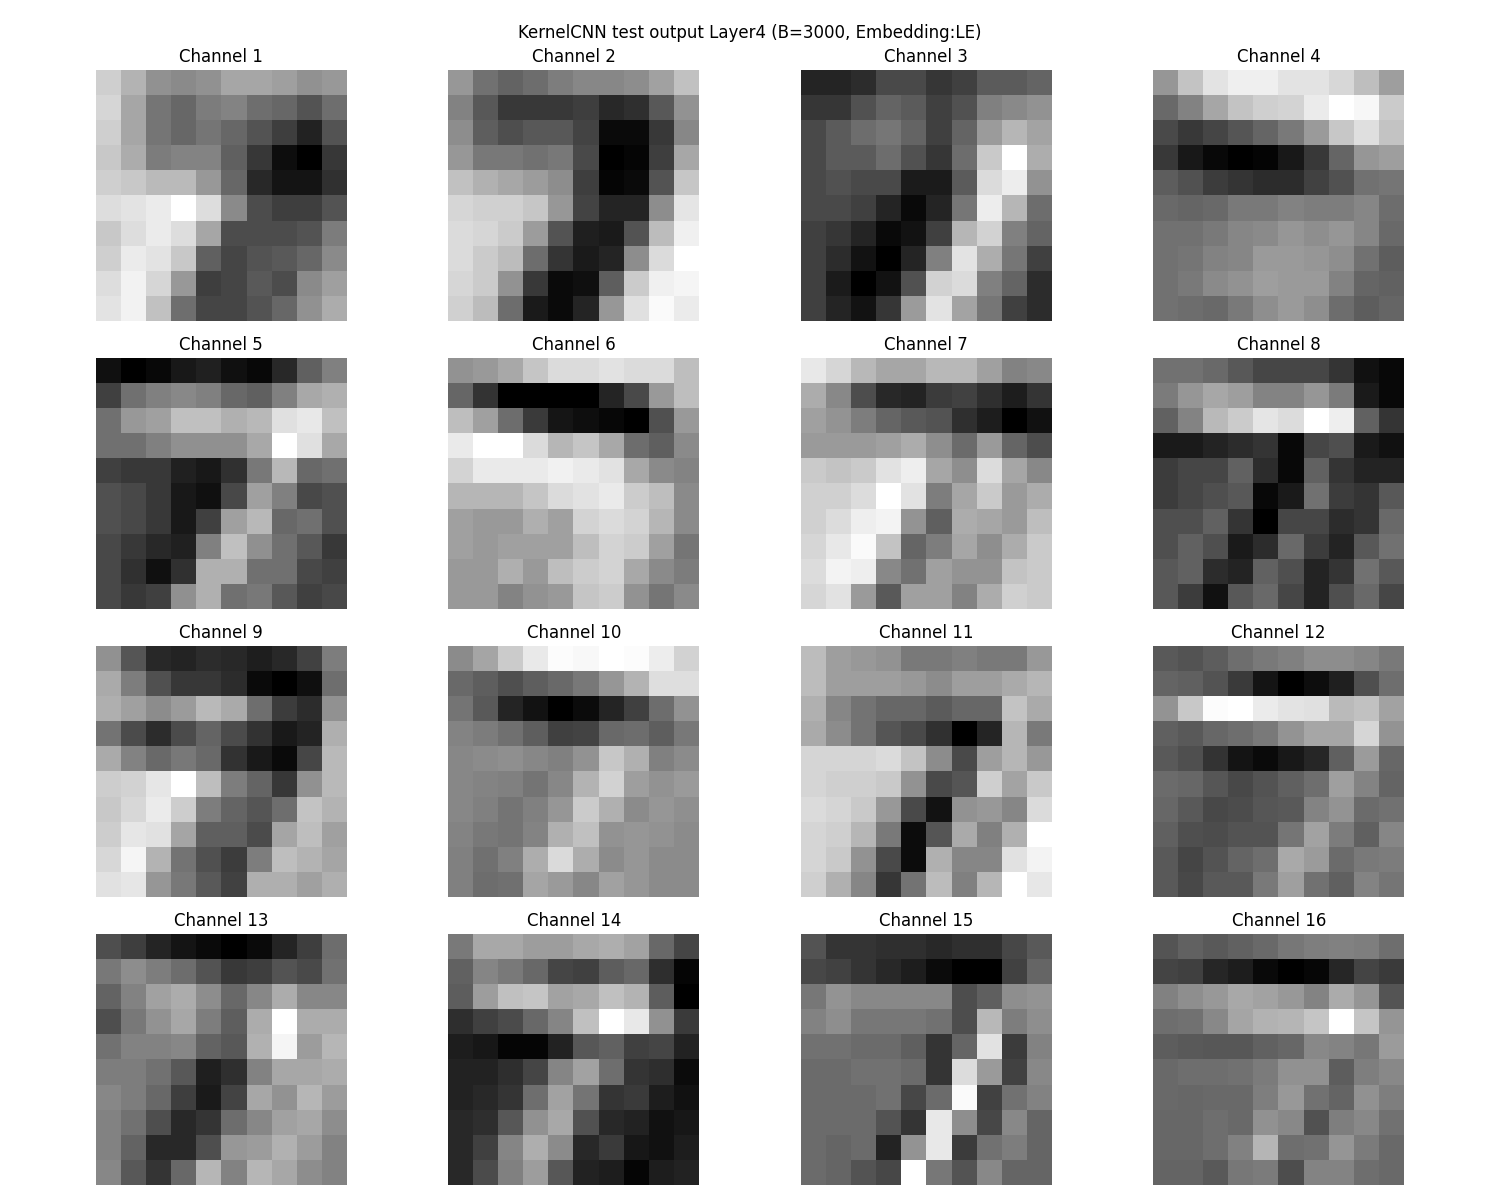 KernelCNN test output Layer4 (B=3000, Embedding:LE)
Channel 1
Channel 2
Channel 3
Channel 4
Channel 5
Channel 6
Channel 7
Channel 8
Channel 9
Channel 10
Channel 11
Channel 12
Channel 13
Channel 14
Channel 15
Channel 16